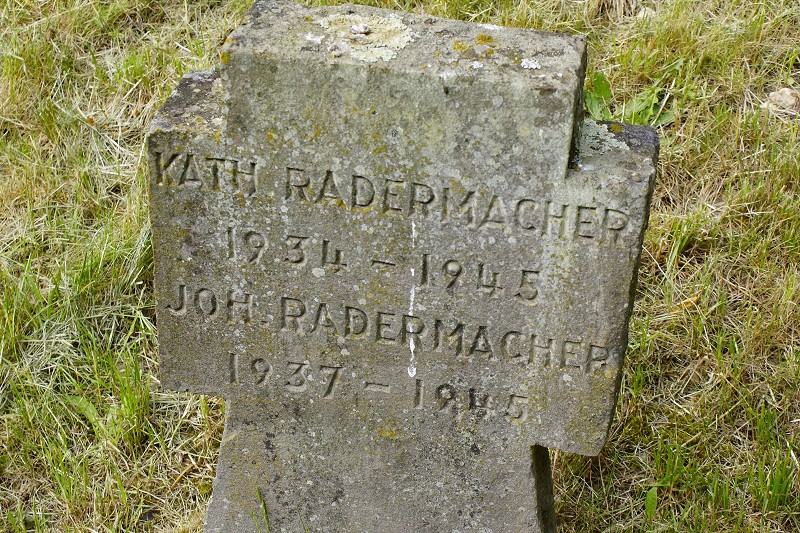 KATH RADERMACHER
1934 - 1945
JOH. RADERMACHER
1937 - 1945